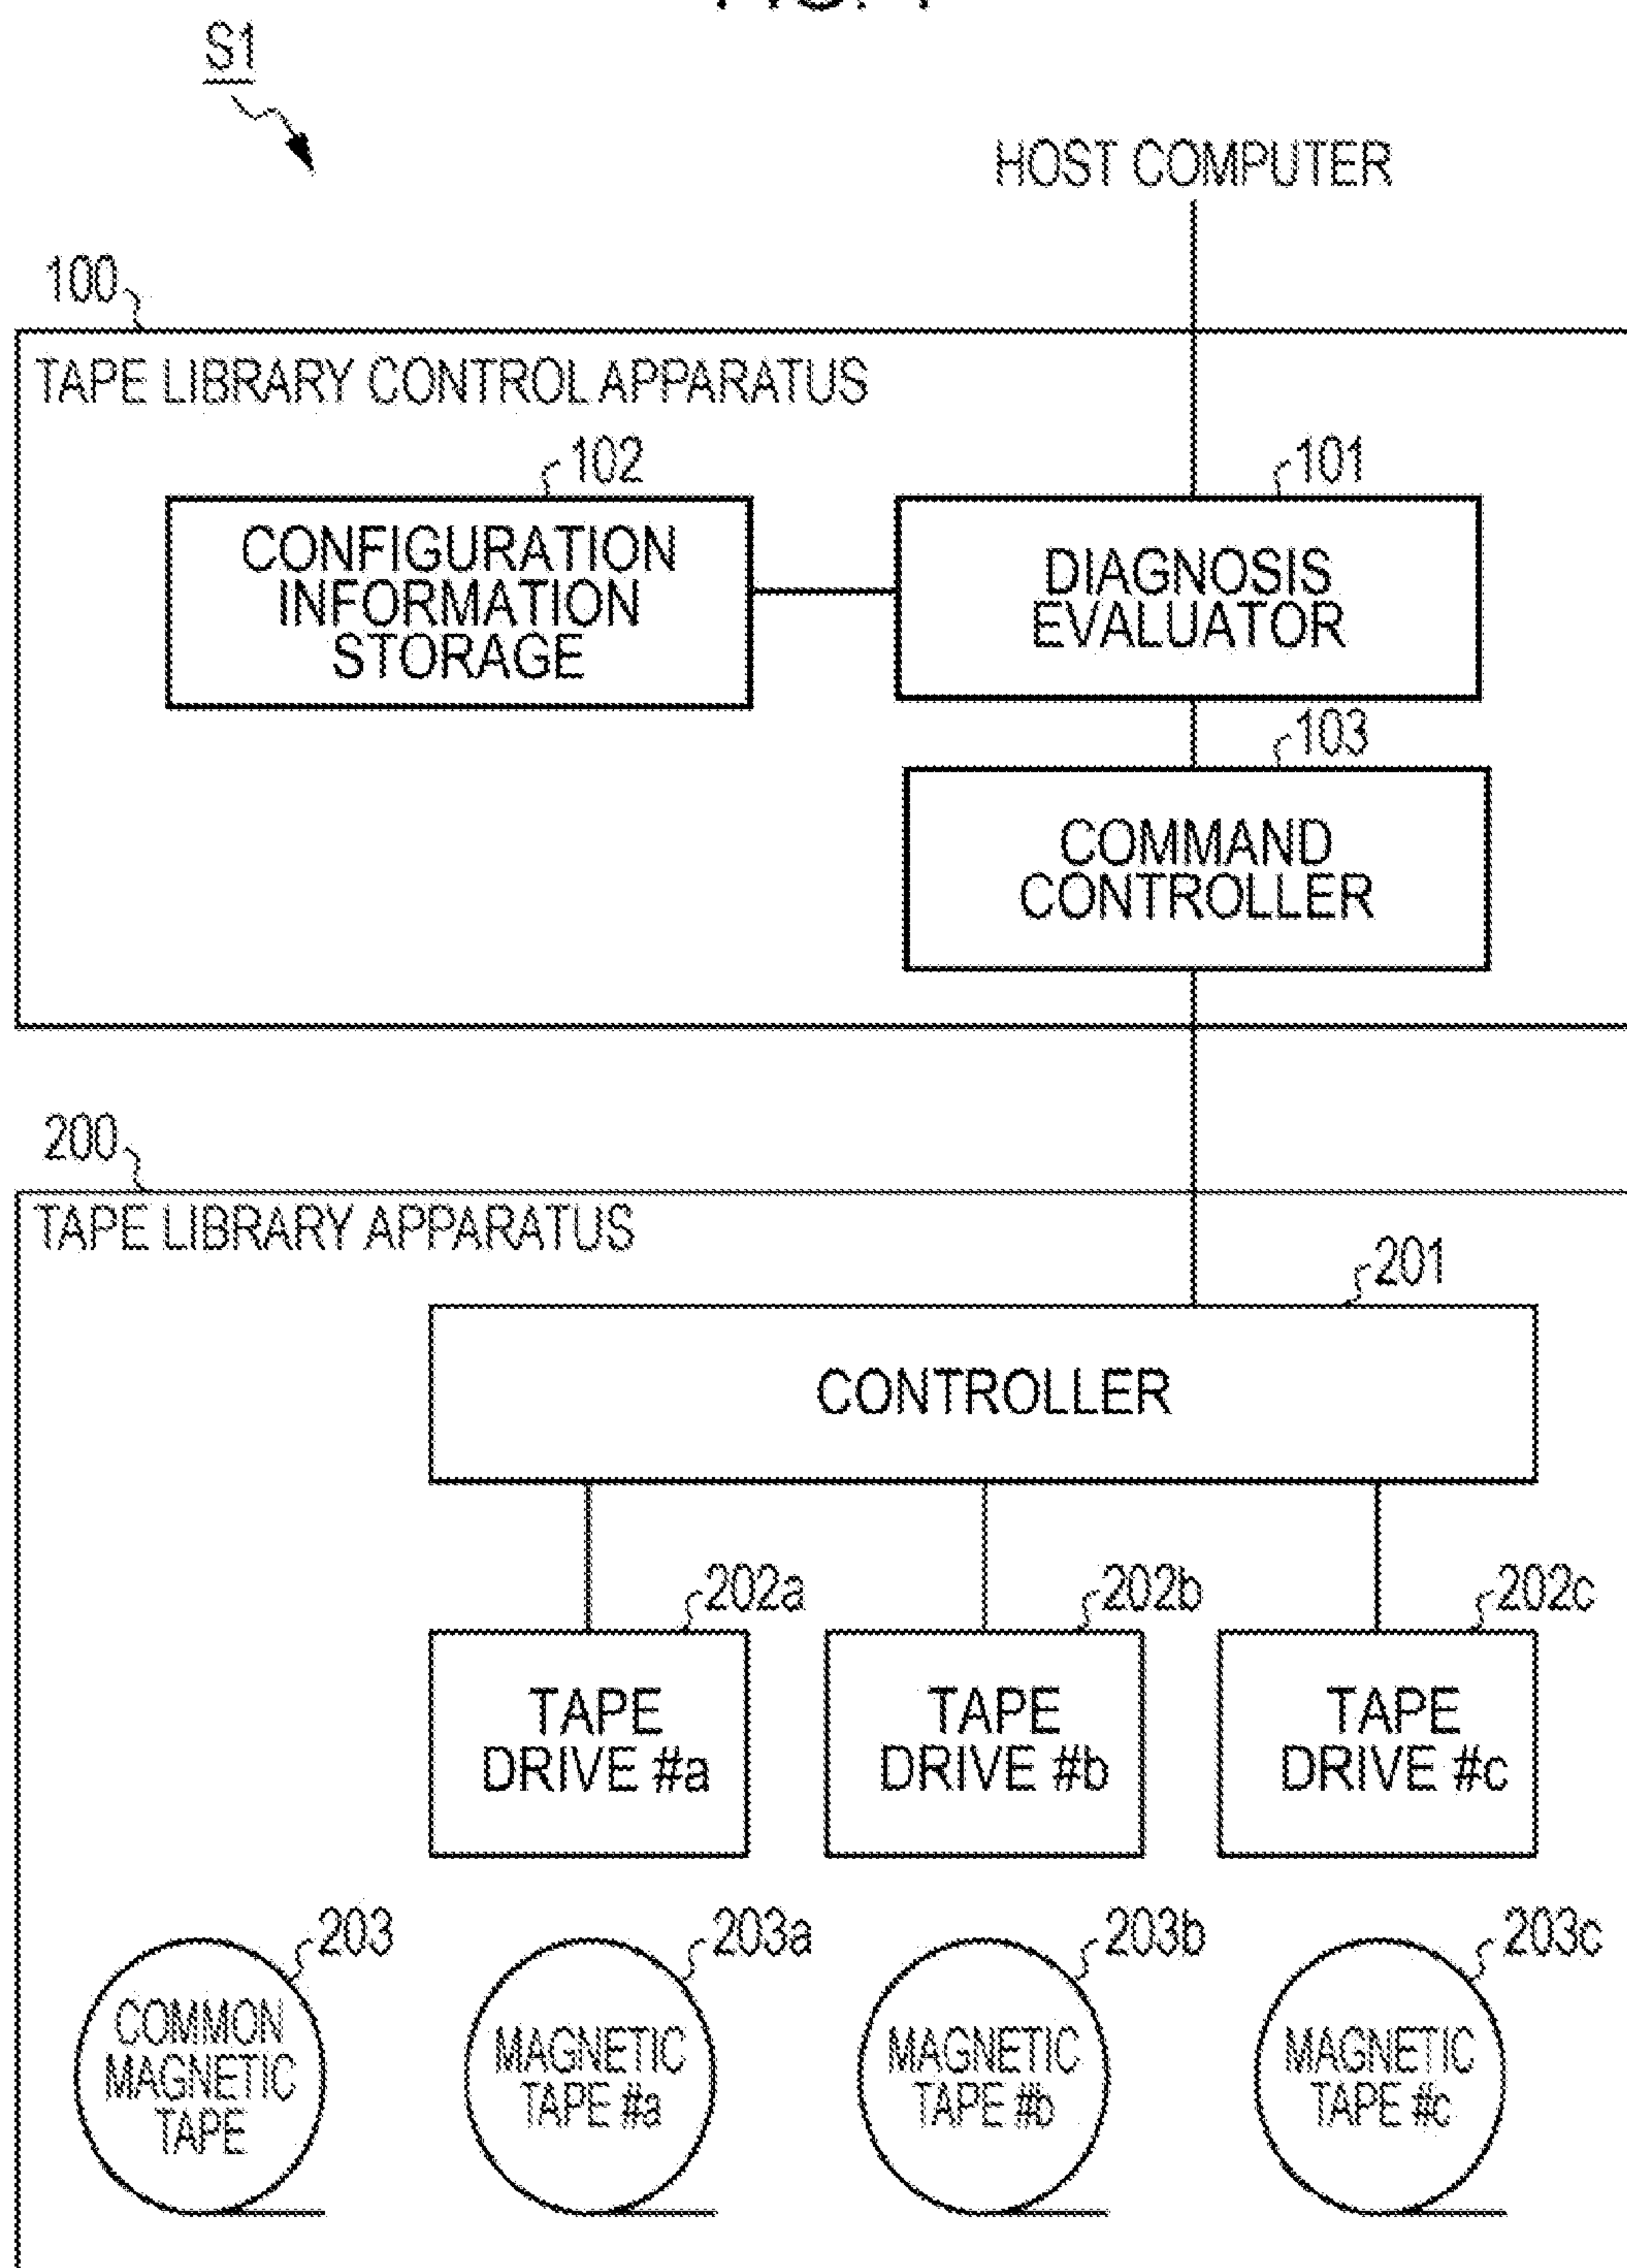 S1
HOST COMPUTER
100
TAPE LIBRARY CONTROL APPARATUS
102
101
CONFIGURATION
INFORMATION
STORAGE
DIAGNOSIS
EVALUATOR
103
COMMAND
CONTROLLER
200
TAPE LIBRARY APPARATUS
201
CONTROLLER
202a
202b
202c
TAPE
DRIVE #a
TAPE
DRIVE #b
TAPE
DRIVE #c
203
203a
203b
203c
COMMON
MAGNETIC
TAPE
MAGNETIC
TAPE #a
MAGNETIC
TAPE #b
MAGNETIC
TAPE #c